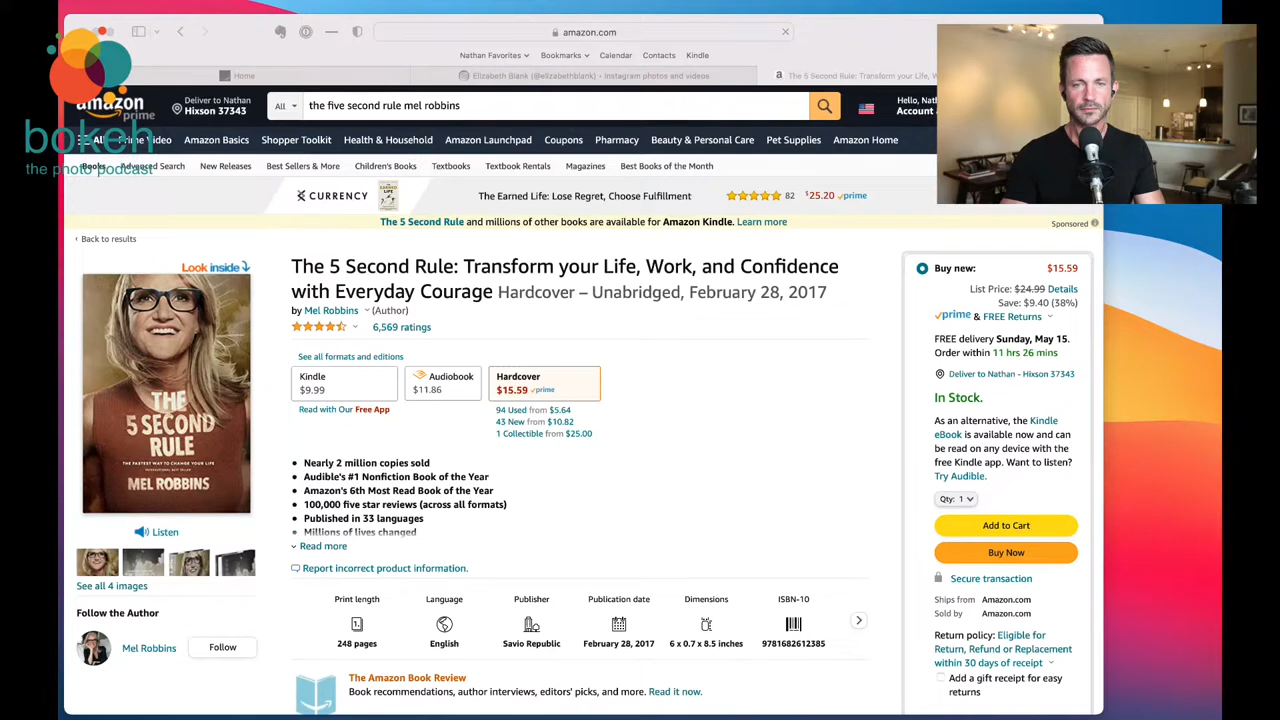 amazon.com
Nathan Favorites
Bookmarks
Calendar
Contacts
Kindle
Home
Elizabeth Blank (@elizabethblank) • Instagram photos and videos
The 5 Second Rule: Transform your Life, W
bokeh
the photo podcast
amazon
prime
Deliver to Nathan
Hixson 37343
All
the five second rule mel robbins
Hello, Nath
Account &
All
Prime Video
Amazon Basics
Shopper Toolkit
Health & Household
Amazon Launchpad
Coupons
Pharmacy
Beauty & Personal Care
Pet Supplies
Amazon Home
Books
Advanced Search
New Releases
Best Sellers & More
Children's Books
Textbooks
Textbook Rentals
Magazines
Best Books of the Month
CURRENCY
The Earned Life: Lose Regret, Choose Fulfillment
82
$25.20
prime
The 5 Second Rule and millions of other books are available for Amazon Kindle. Learn more
Sponsored
‹ Back to results
Look inside
THE
5 SECOND
RULE
THE FASTEST WAY TO CHANGE YOUR LIFE
INTERNATIONAL BEST SELLER
MEL ROBBINS
Listen
See all 4 images
Follow the Author
Mel Robbins
Follow
The 5 Second Rule: Transform your Life, Work, and Confidence
with Everyday Courage Hardcover – Unabridged, February 28, 2017
by Mel Robbins (Author)
6,569 ratings
See all formats and editions
Kindle
$9.99
Audiobook
$11.86
Hardcover
$15.59 prime
Read with Our Free App
94 Used from $5.64
43 New from $10.82
1 Collectible from $25.00
• Nearly 2 million copies sold
• Audible's #1 Nonfiction Book of the Year
• Amazon's 6th Most Read Book of the Year
• 100,000 five star reviews (across all formats)
• Published in 33 languages
• Millions of lives changed
Read more
Report incorrect product information.
Print length
248 pages
Language
English
Publisher
Savio Republic
Publication date
February 28, 2017
Dimensions
6 x 0.7 x 8.5 inches
ISBN-10
9781682612385
The Amazon Book Review
Book recommendations, author interviews, editors' picks, and more. Read it now.
Buy new:
$15.59
List Price: $24.99 Details
Save: $9.40 (38%)
prime & FREE Returns
FREE delivery Sunday, May 15.
Order within 11 hrs 26 mins
Deliver to Nathan - Hixson 37343
In Stock.
As an alternative, the Kindle
eBook is available now and can
be read on any device with the
free Kindle app. Want to listen?
Try Audible.
Qty: 1
Add to Cart
Buy Now
Secure transaction
Ships from Amazon.com
Sold by Amazon.com
Return policy: Eligible for
Return, Refund or Replacement
within 30 days of receipt
Add a gift receipt for easy
returns